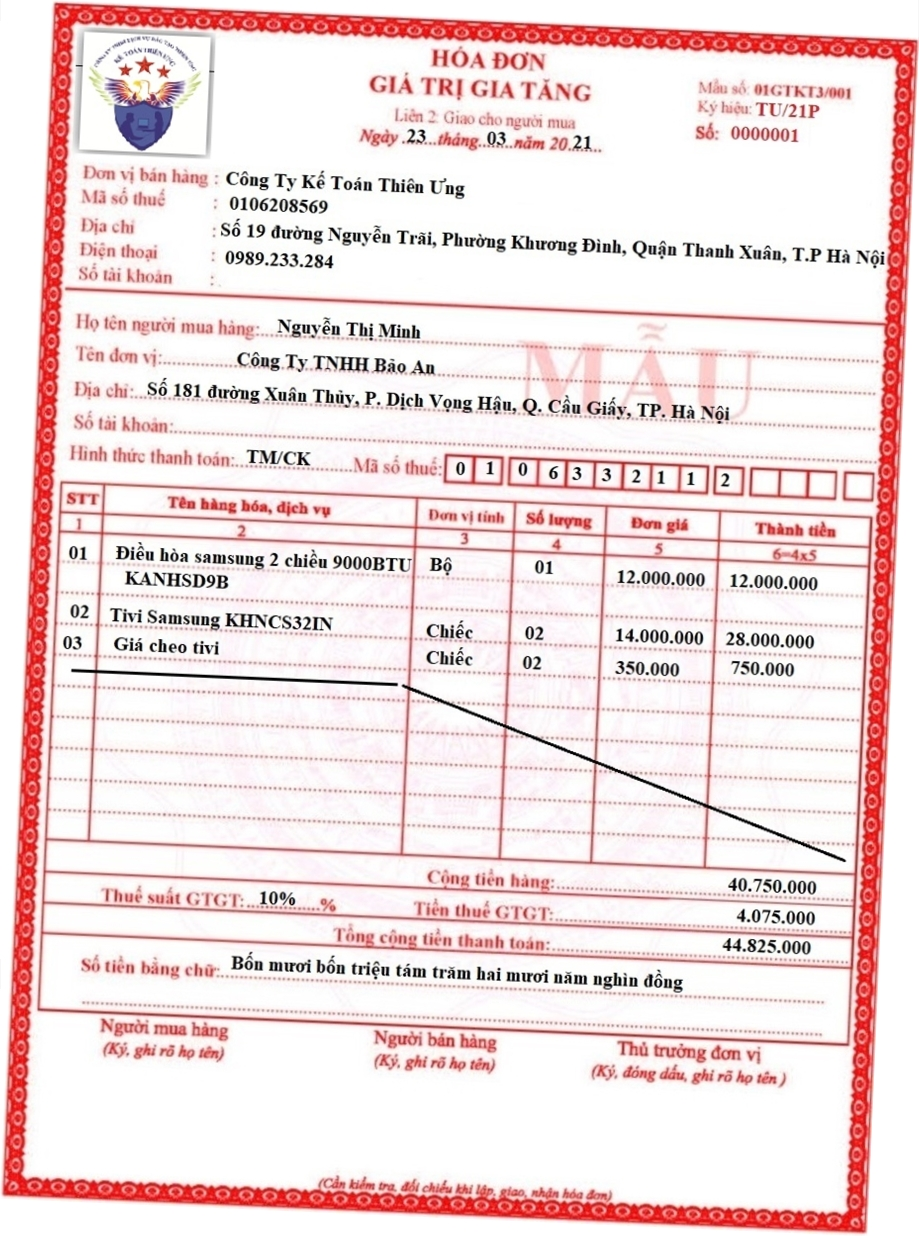 CÔNG TY TNHH DỊCH VỤ ĐÀO TẠO THIÊN ƯNG
KẾ TOÁN THIÊN ƯNG
HÓA ĐƠN
GIÁ TRỊ GIA TĂNG
Liên 2: Giao cho người mua
Ngày .23...tháng..03..năm 20.21...
Mẫu số: 01GTKT3/001
Ký hiệu: TU/21P
Số: 0000001
Đơn vị bán hàng : Công Ty Kế Toán Thiên Ưng
Mã số thuế : 0106208569
Địa chỉ : Số 19 đường Nguyễn Trãi, Phường Khương Đình, Quận Thanh Xuân, T.P Hà Nội
Điện thoại : 0989.233.284
Số tài khoản :
MẪU
Họ tên người mua hàng: Nguyễn Thị Minh
Tên đơn vị: Công Ty TNHH Bảo An
Địa chỉ: Số 181 đường Xuân Thủy, P. Dịch Vọng Hậu, Q. Cầu Giấy, TP. Hà Nội
Số tài khoản:
Hình thức thanh toán: TM/CK Mã số thuế: 0 1 0 6 3 3 2 1 1 2
STT Tên hàng hóa, dịch vụ Đơn vị tính Số lượng Đơn giá Thành tiền
1 2 3 4 5 6=4x5
01 Điều hòa samsung 2 chiều 9000BTU Bộ 01 12.000.000 12.000.000
KANHSD9B
02 Tivi Samsung KHNCS32IN Chiếc 02 14.000.000 28.000.000
03 Giá cheo tivi Chiếc 02 350.000 750.000
Cộng tiền hàng: 40.750.000
Thuế suất GTGT: 10% % Tiền thuế GTGT: 4.075.000
Tổng cộng tiền thanh toán: 44.825.000
Số tiền bằng chữ: Bốn mươi bốn triệu tám trăm hai mươi năm nghìn đồng
Người mua hàng Người bán hàng Thủ trưởng đơn vị
(Ký, ghi rõ họ tên) (Ký, ghi rõ họ tên) (Ký, đóng dấu, ghi rõ họ tên )
(Cần kiểm tra, đối chiếu khi lập, giao, nhận hóa đơn)